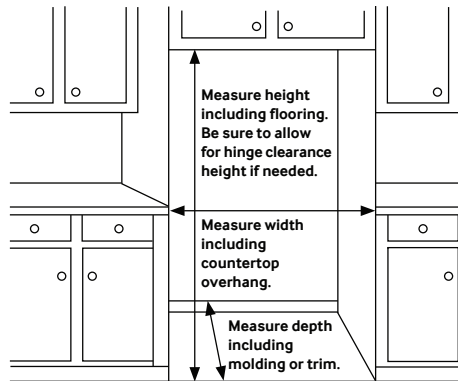 Measure height
including flooring.
Be sure to allow
for hinge clearance
height if needed.
Measure width
including
countertop
overhang.
Measure depth
including
molding or trim.